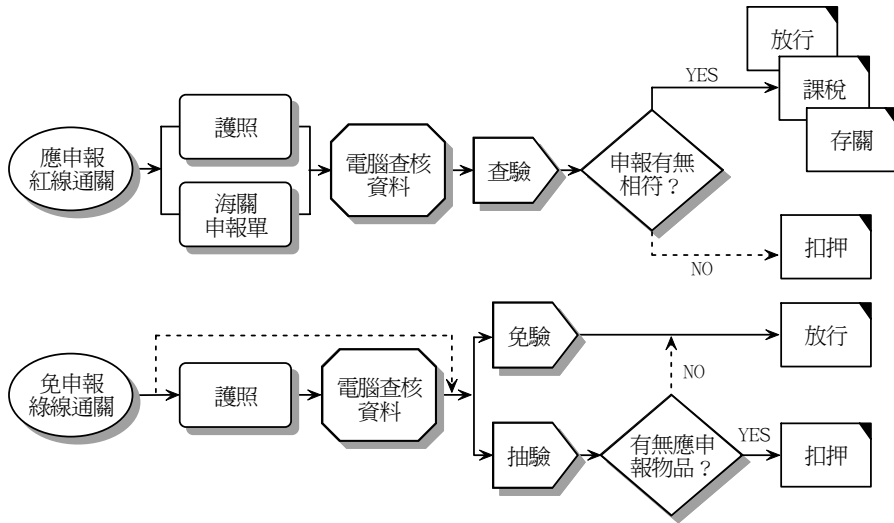 放行
YES
課稅
存關
護照
應申報
紅線通關
電腦查核
資料
查驗
申報有無
相符？
海關
申報單
NO
扣押
免驗
放行
免申報
綠線通關
護照
電腦查核
資料
NO
抽驗
有無應申
報物品？
YES
扣押